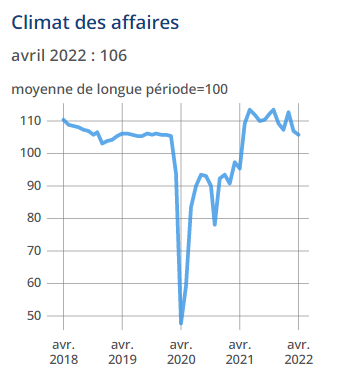 Climat des affaires
avril 2022 : 106
moyenne de longue période=100
110
100
90
80
70
60
50
avr. avr. avr. avr. avr.
2018 2019 2020 2021 2022